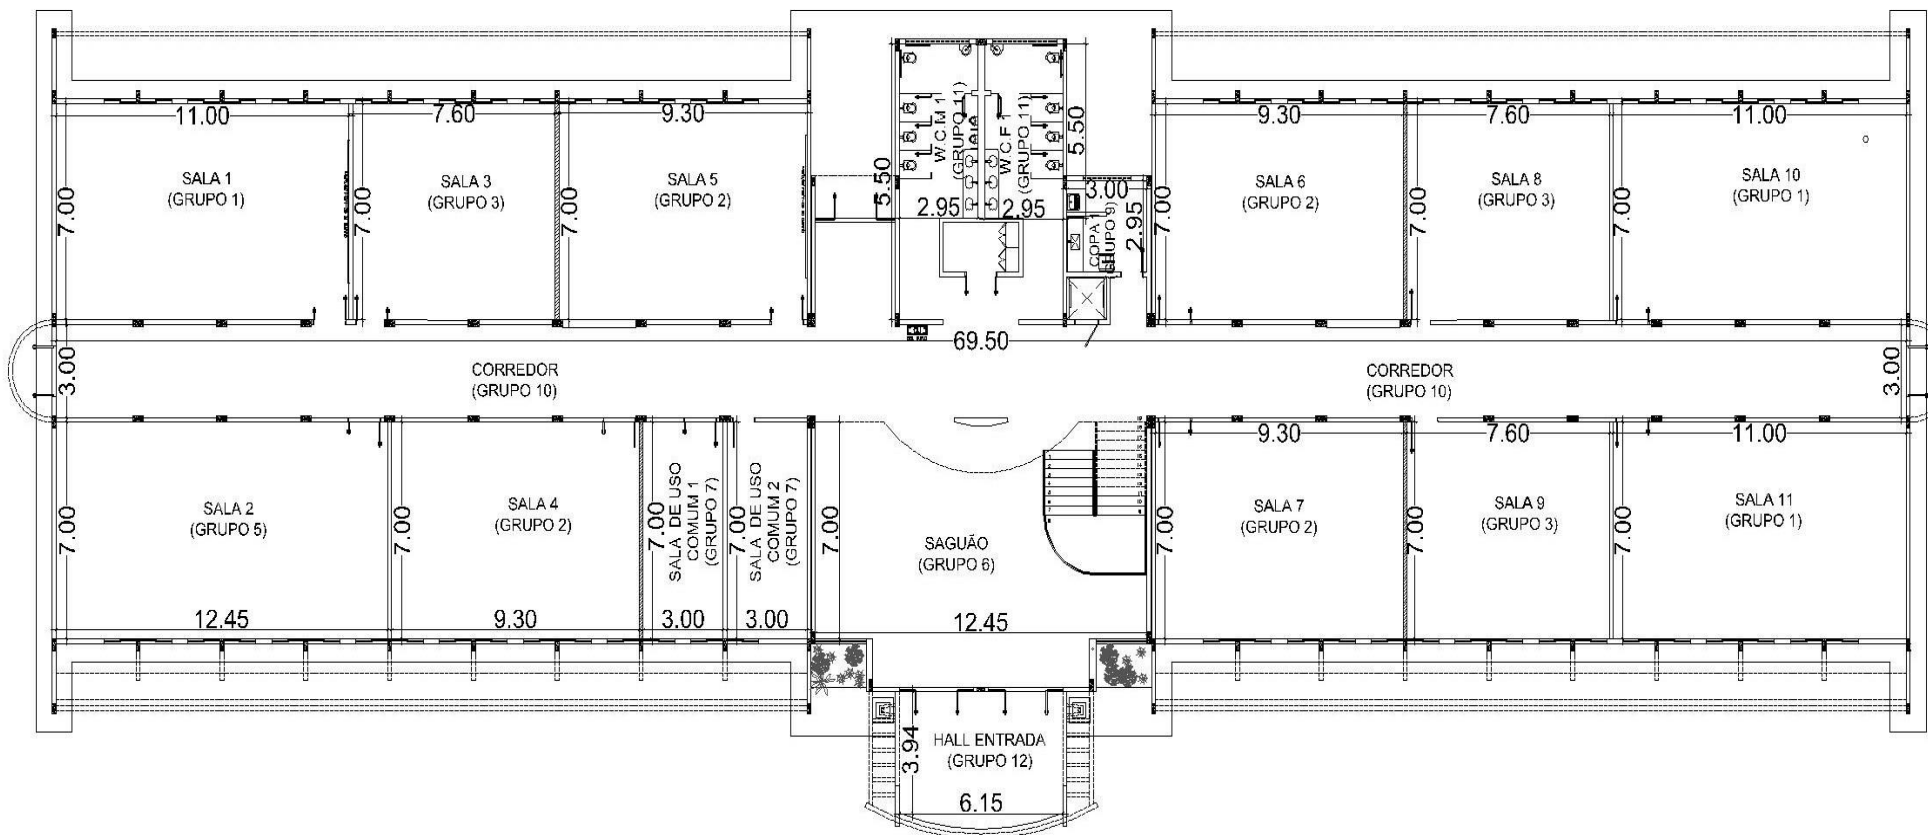 11.00
7.60
9.30
SALA 1
(GRUPO 1)
7.00
SALA 3
(GRUPO 3)
7.00
SALA 5
(GRUPO 2)
7.00
5.50
W.C.M 1
(GRUPO 11)
W.C.F 1
(GRUPO 11)
5.50
2.95
2.95
3.00
COPA 1
(GRUPO 9)
2.95
9.30
7.60
11.00
7.00
SALA 6
(GRUPO 2)
7.00
SALA 8
(GRUPO 3)
7.00
SALA 10
(GRUPO 1)
69.50
3.00
CORREDOR
(GRUPO 10)
CORREDOR
(GRUPO 10)
3.00
7.00
SALA 2
(GRUPO 5)
12.45
7.00
SALA 4
(GRUPO 2)
9.30
7.00
SALA DE USO
COMUM 1
(GRUPO 7)
3.00
7.00
SALA DE USO
COMUM 2
(GRUPO 7)
3.00
7.00
SAGUÃO
(GRUPO 6)
12.45
9.30
7.60
11.00
7.00
SALA 7
(GRUPO 2)
7.00
SALA 9
(GRUPO 3)
7.00
SALA 11
(GRUPO 1)
3.94
HALL ENTRADA
(GRUPO 12)
6.15